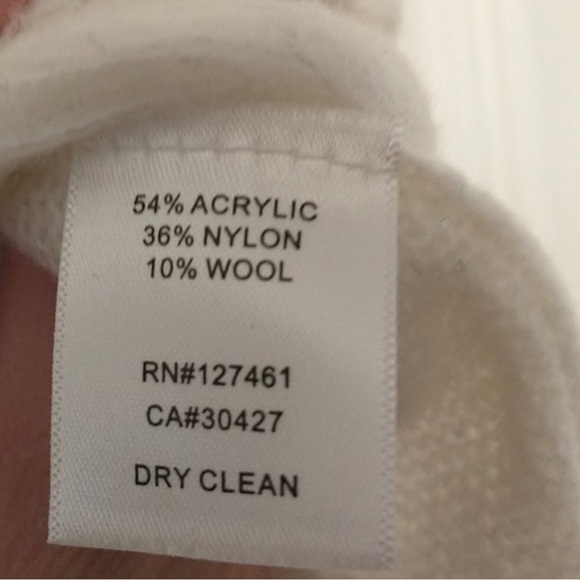 54% ACRYLIC
36% NYLON
10% WOOL
RN#127461
CA#30427
DRY CLEAN